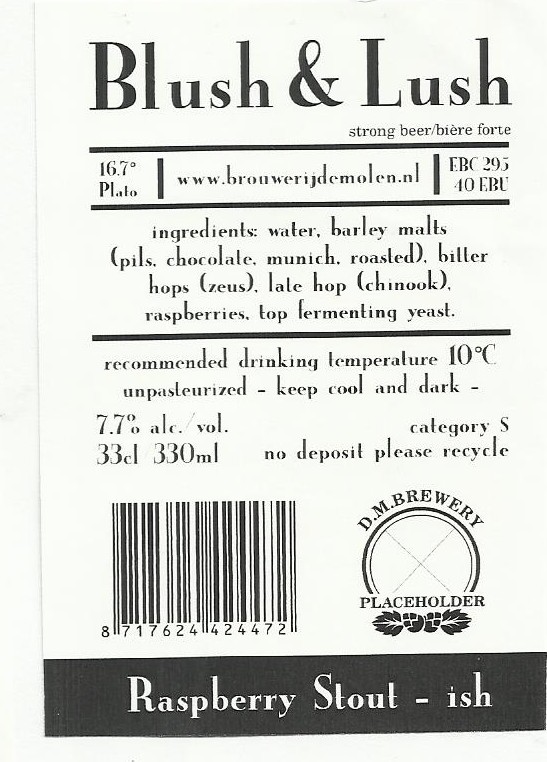 Blush & Lush
strong beer/bière forte
16.7°
Plato
www.brouwerijdemolen.nl
EBC 295
40 EBU
ingredients: water, barley malts
(pils, chocolate, munich, roasted), bitter
hops (zeus), late hop (chinook),
raspberries, top fermenting yeast.
recommended drinking temperature 10°C
unpasteurized - keep cool and dark -
7.7% alc./vol.
category S
33cl/330ml
no deposit please recycle
D.M.BREWERY
PLACEHOLDER
8 717624 424472
Raspberry Stout - ish